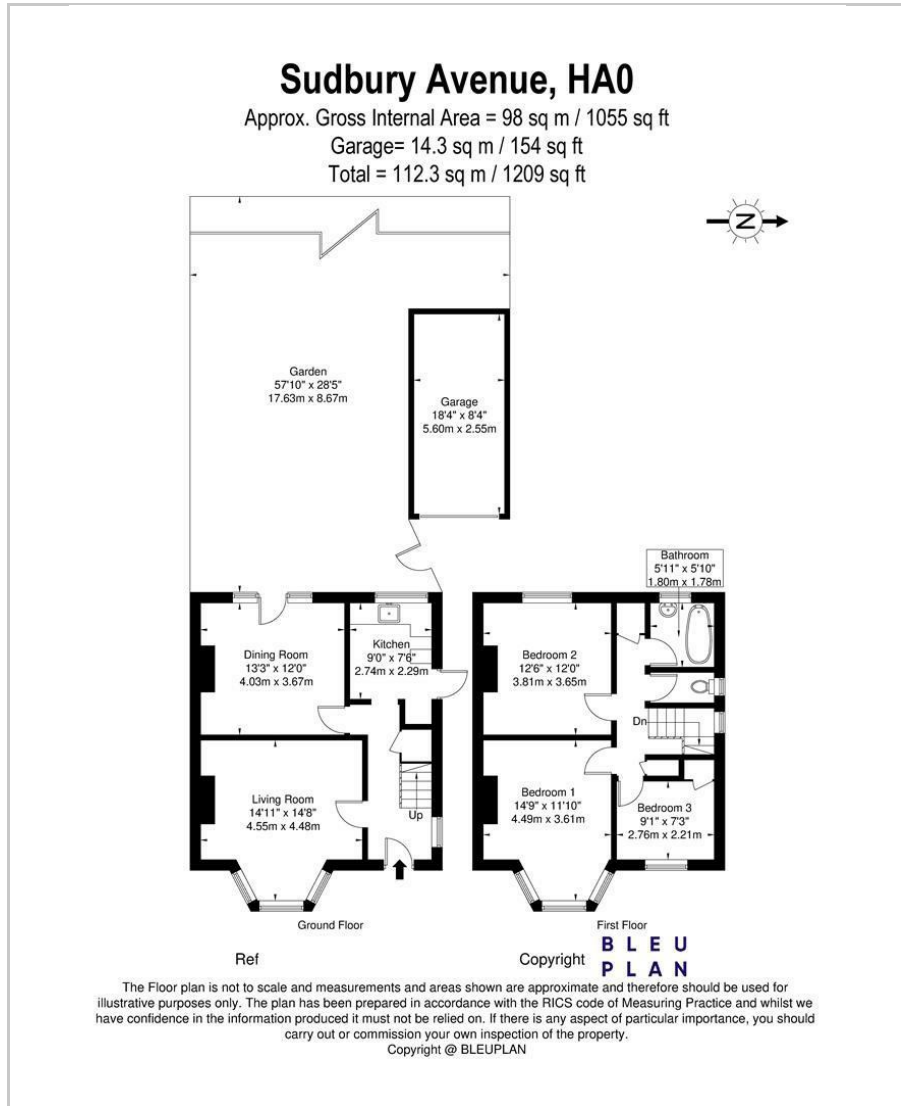 Sudbury Avenue, HA0
Approx. Gross Internal Area = 98 sq m / 1055 sq ft
Garage= 14.3 sq m / 154 sq ft
Total = 112.3 sq m / 1209 sq ft
N
Garden
57'10" x 28'5"
17.63m x 8.67m
Garage
18'4" x 8'4"
5.60m x 2.55m
Bathroom
5'11" x 5'10"
1.80m x 1.78m
Dining Room
13'3" x 12'0"
4.03m x 3.67m
Kitchen
9'0" x 7'6"
2.74m x 2.29m
Bedroom 2
12'6" x 12'0"
3.81m x 3.65m
Dn
Living Room
14'11" x 14'8"
4.55m x 4.48m
Up
Bedroom 1
14'9" x 11'10"
4.49m x 3.61m
Bedroom 3
9'1" x 7'3"
2.76m x 2.21m
Ground Floor
First Floor
Ref
Copyright
BLEU
PLAN
The Floor plan is not to scale and measurements and areas shown are approximate and therefore should be used for
illustrative purposes only. The plan has been prepared in accordance with the RICS code of Measuring Practice and whilst we
have confidence in the information produced it must not be relied on. If there is any aspect of particular importance, you should
carry out or commission your own inspection of the property.
Copyright @ BLEUPLAN